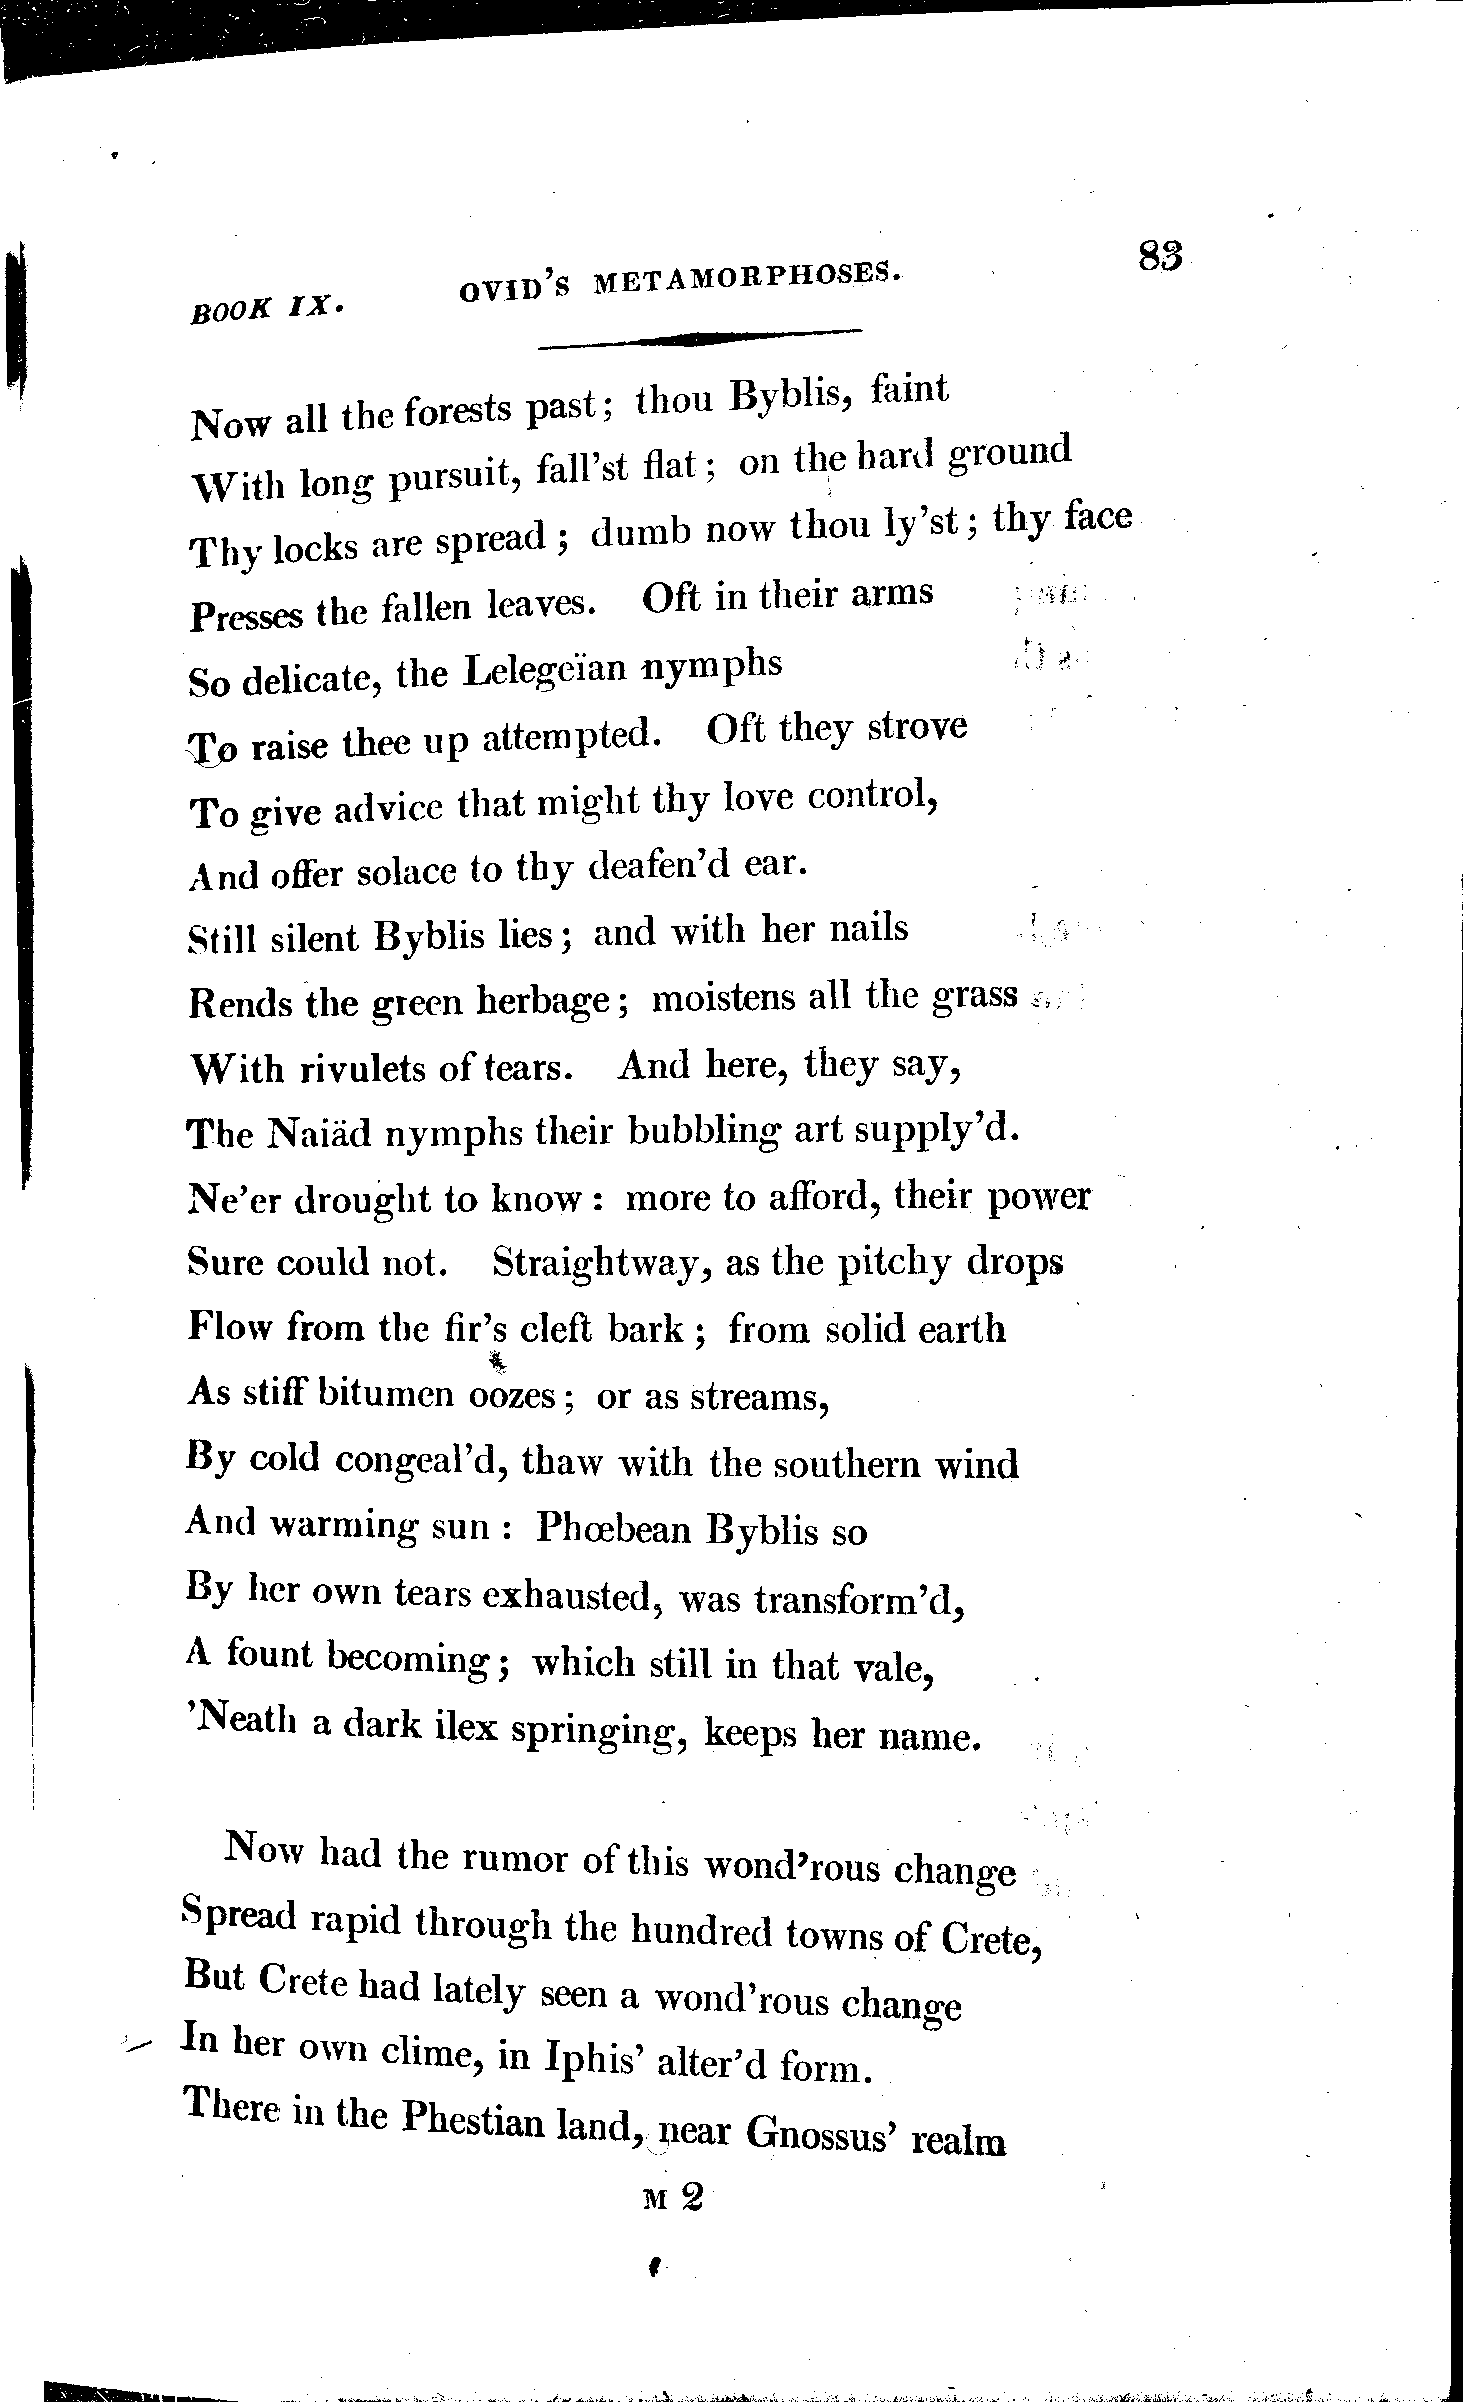 BOOK IX. OVID'S METAMORPHOSES. 83
Now all the forests past; thou Byblis, faint
With long pursuit, fall'st flat; on the hard ground
Thy locks are spread; dumb now thou ly'st; thy face
Presses the fallen leaves. Oft in their arms
So delicate, the Lelegeïan nymphs
To raise thee up attempted. Oft they strove
To give advice that might thy love control,
And offer solace to thy deafen'd ear.
Still silent Byblis lies; and with her nails
Rends the green herbage; moistens all the grass
With rivulets of tears. And here, they say,
The Naiäd nymphs their bubbling art supply'd.
Ne'er drought to know: more to afford, their power
Sure could not. Straightway, as the pitchy drops
Flow from the fir's cleft bark; from solid earth
As stiff bitumen oozes; or as streams,
By cold congeal'd, thaw with the southern wind
And warming sun: Phœbean Byblis so
By her own tears exhausted, was transform'd,
A fount becoming; which still in that vale,
'Neath a dark ilex springing, keeps her name.
Now had the rumor of this wond'rous change
Spread rapid through the hundred towns of Crete,
But Crete had lately seen a wond'rous change
In her own clime, in Iphis' alter'd form.
There in the Phestian land, near Gnossus' realm
M 2